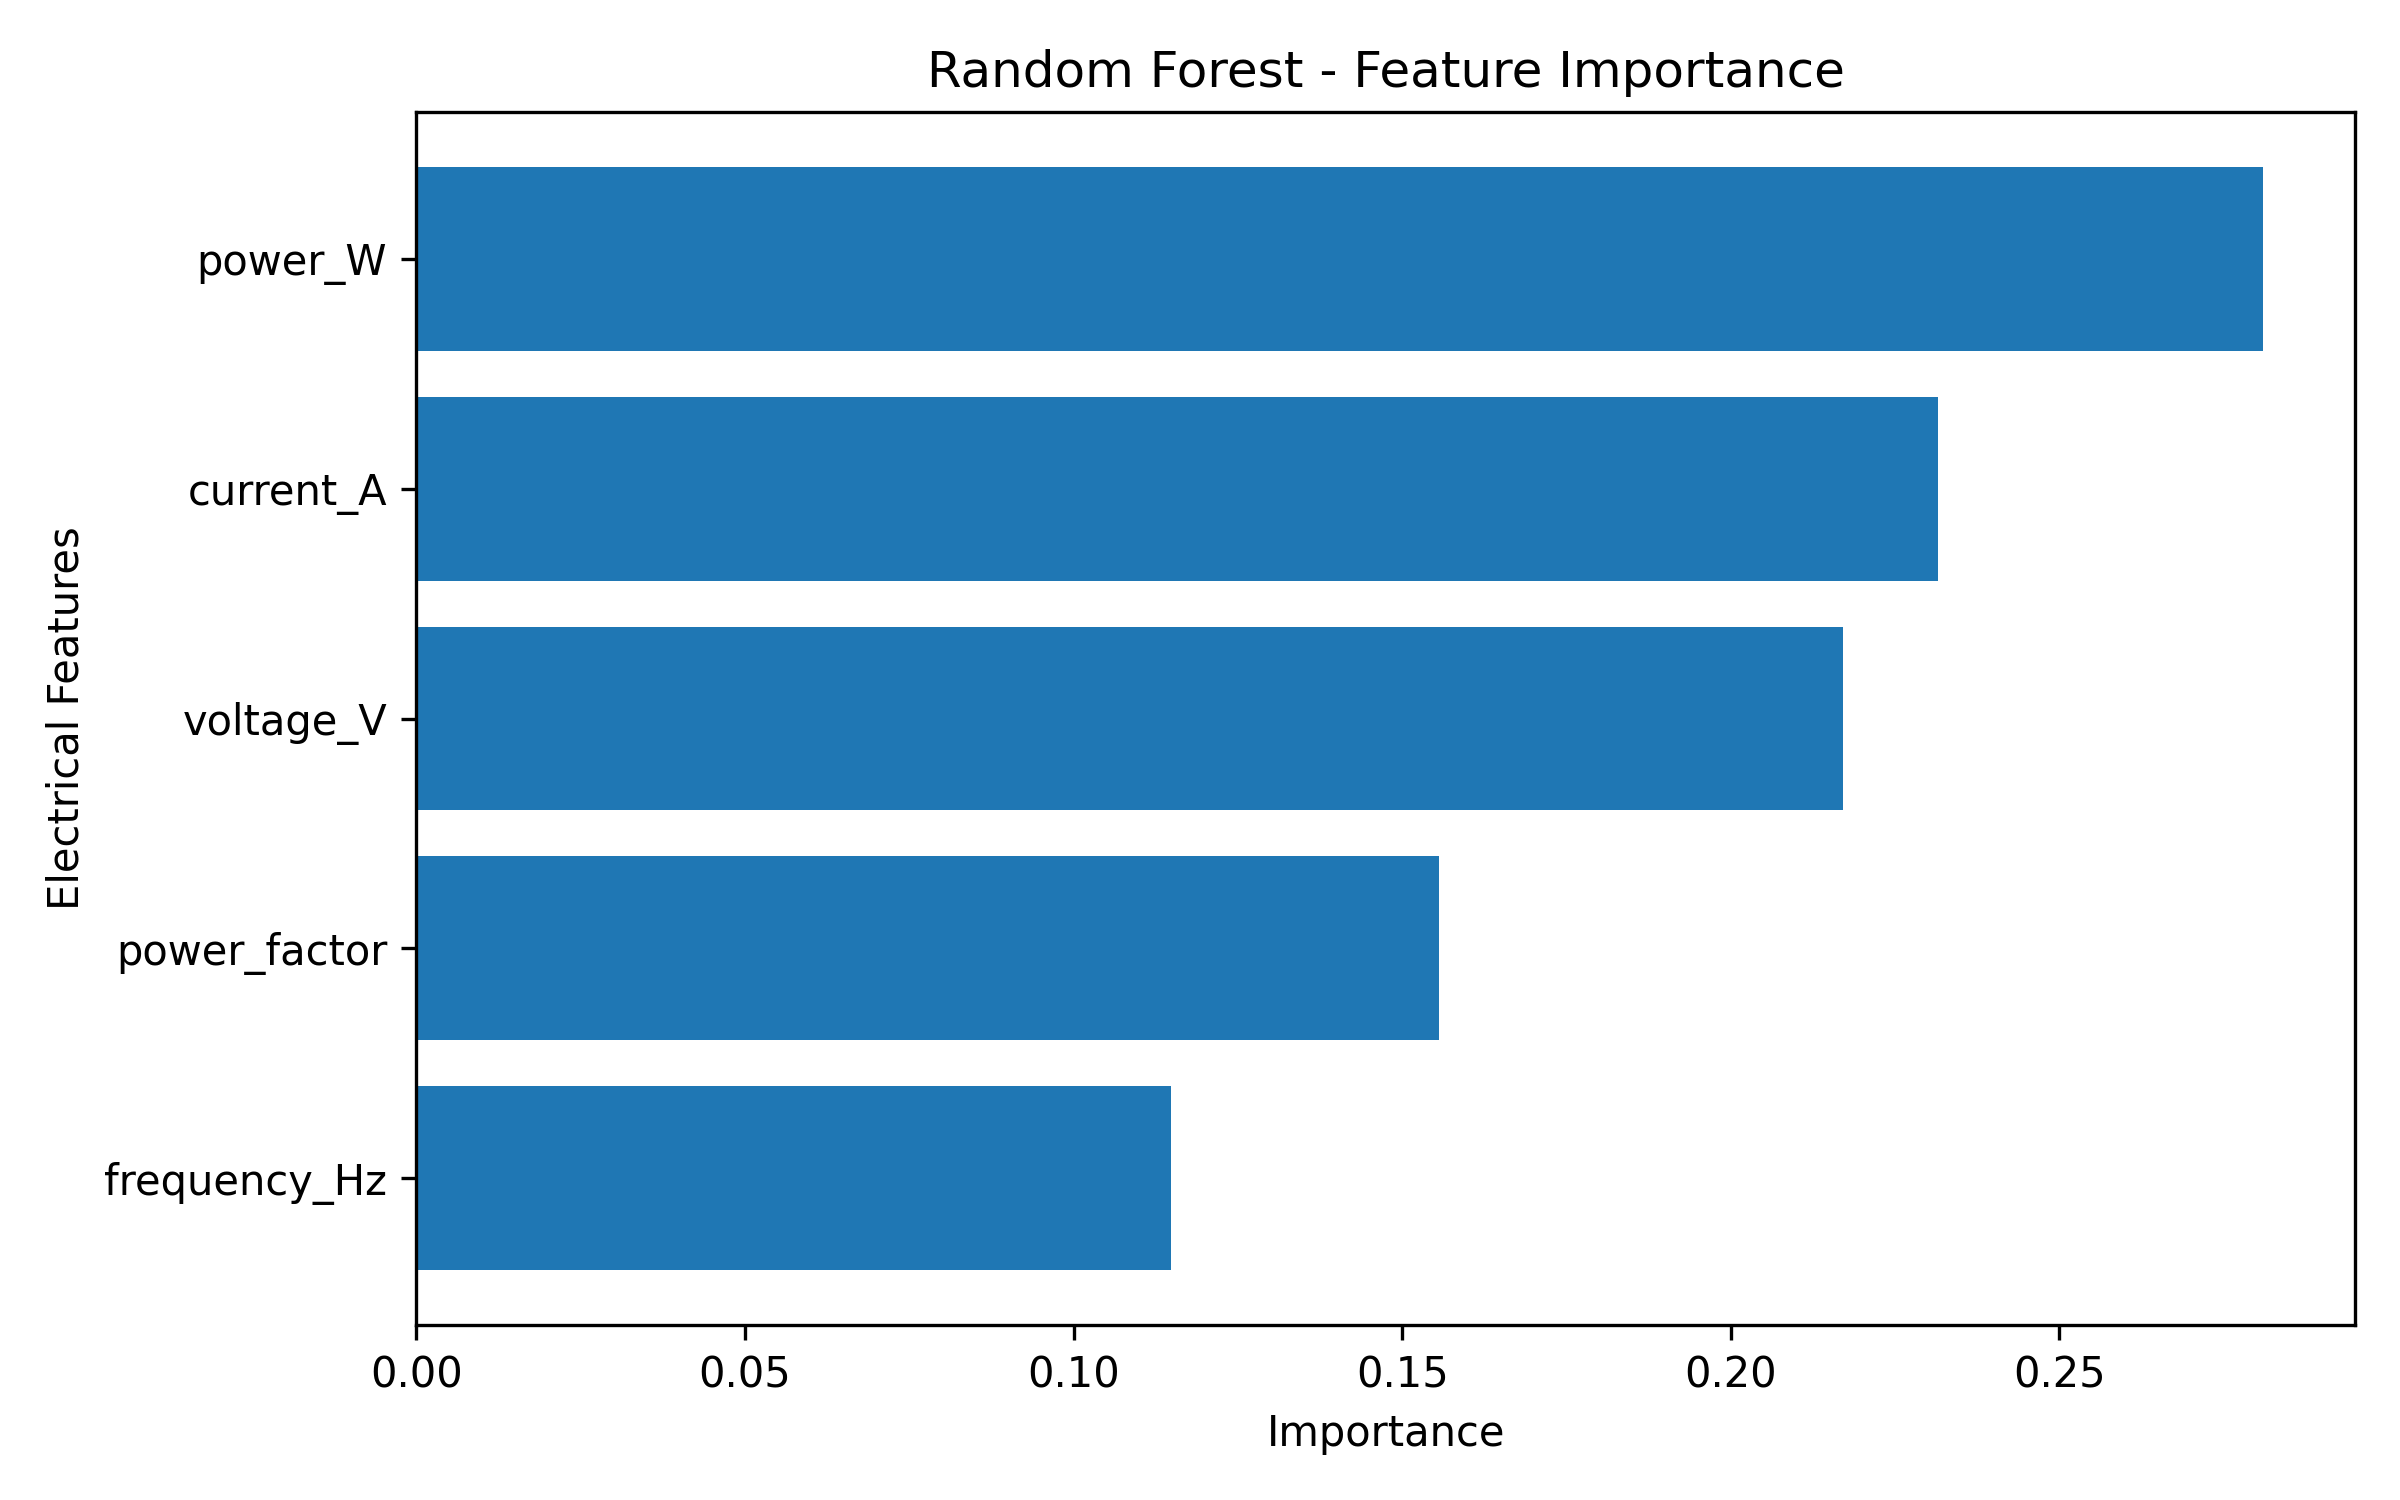 Random Forest - Feature Importance
Electrical Features
power_W
current_A
voltage_V
power_factor
frequency_Hz
0.00 0.05 0.10 0.15 0.20 0.25
Importance